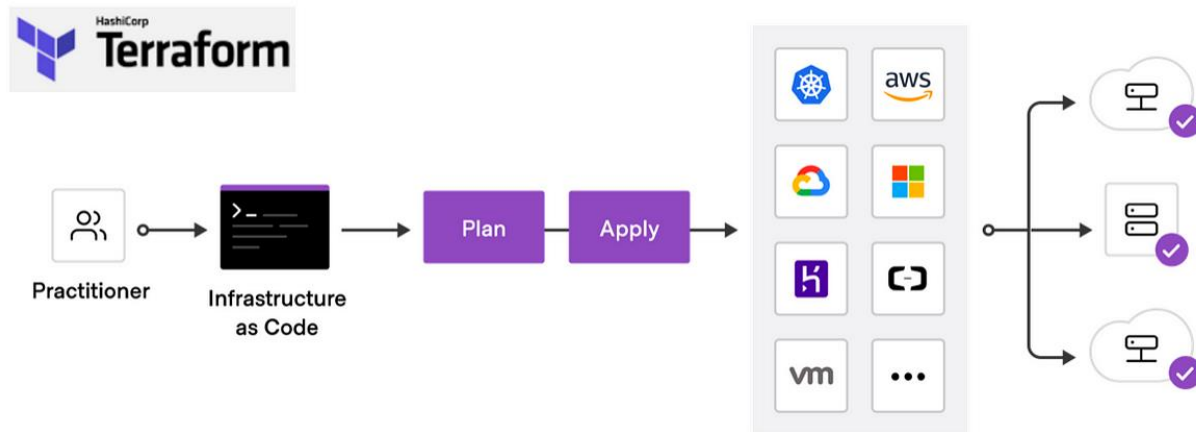 HashiCorp
Terraform
aws
Practitioner
Infrastructure
as Code
Plan
Apply
vm